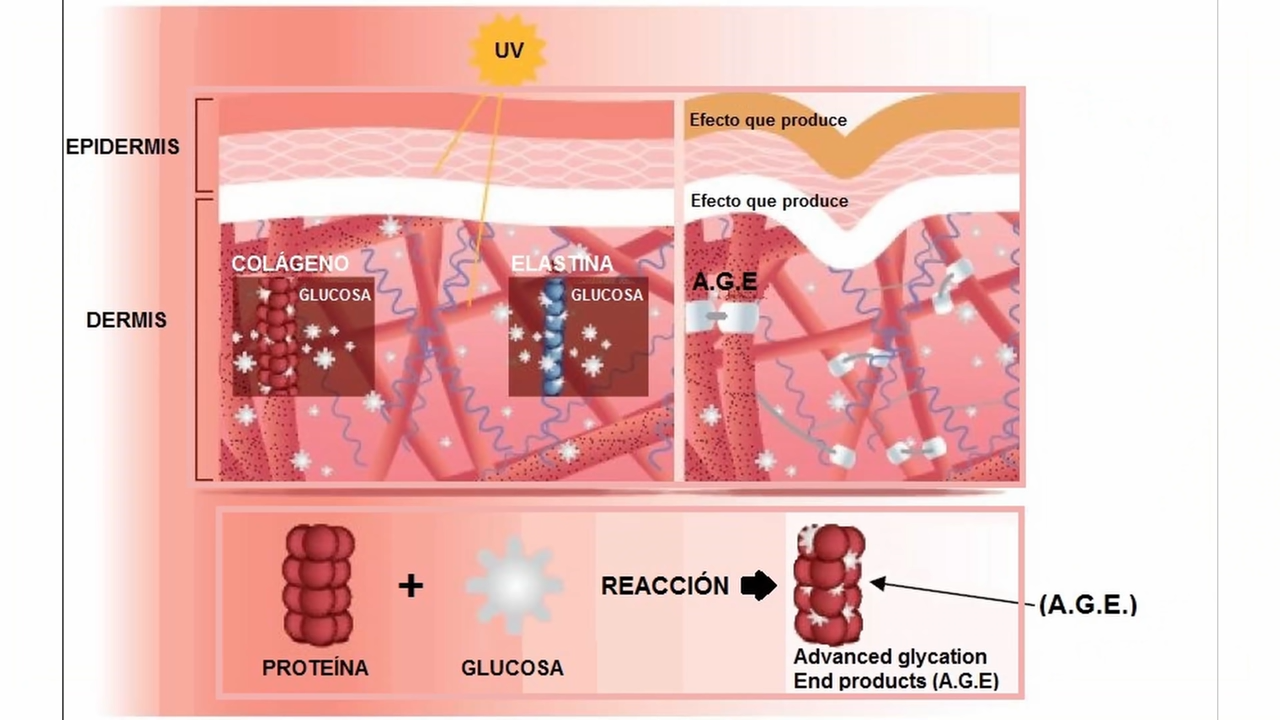 UV
EPIDERMIS
Efecto que produce
Efecto que produce
COLÁGENO
GLUCOSA
ELASTINA
GLUCOSA
A.G.E
DERMIS
PROTEÍNA
+
GLUCOSA
REACCIÓN
(A.G.E.)
Advanced glycation
End products (A.G.E)